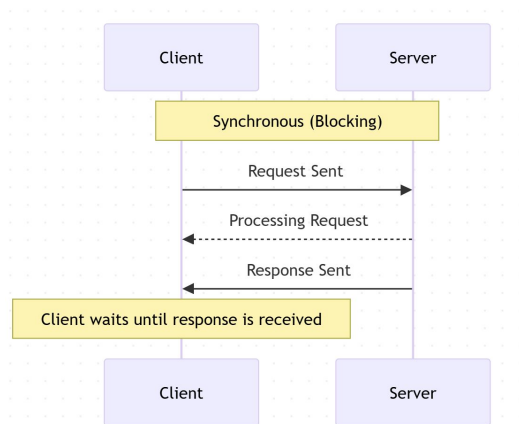 Client
Server
Synchronous (Blocking)
Request Sent
Processing Request
Response Sent
Client waits until response is received
Client
Server